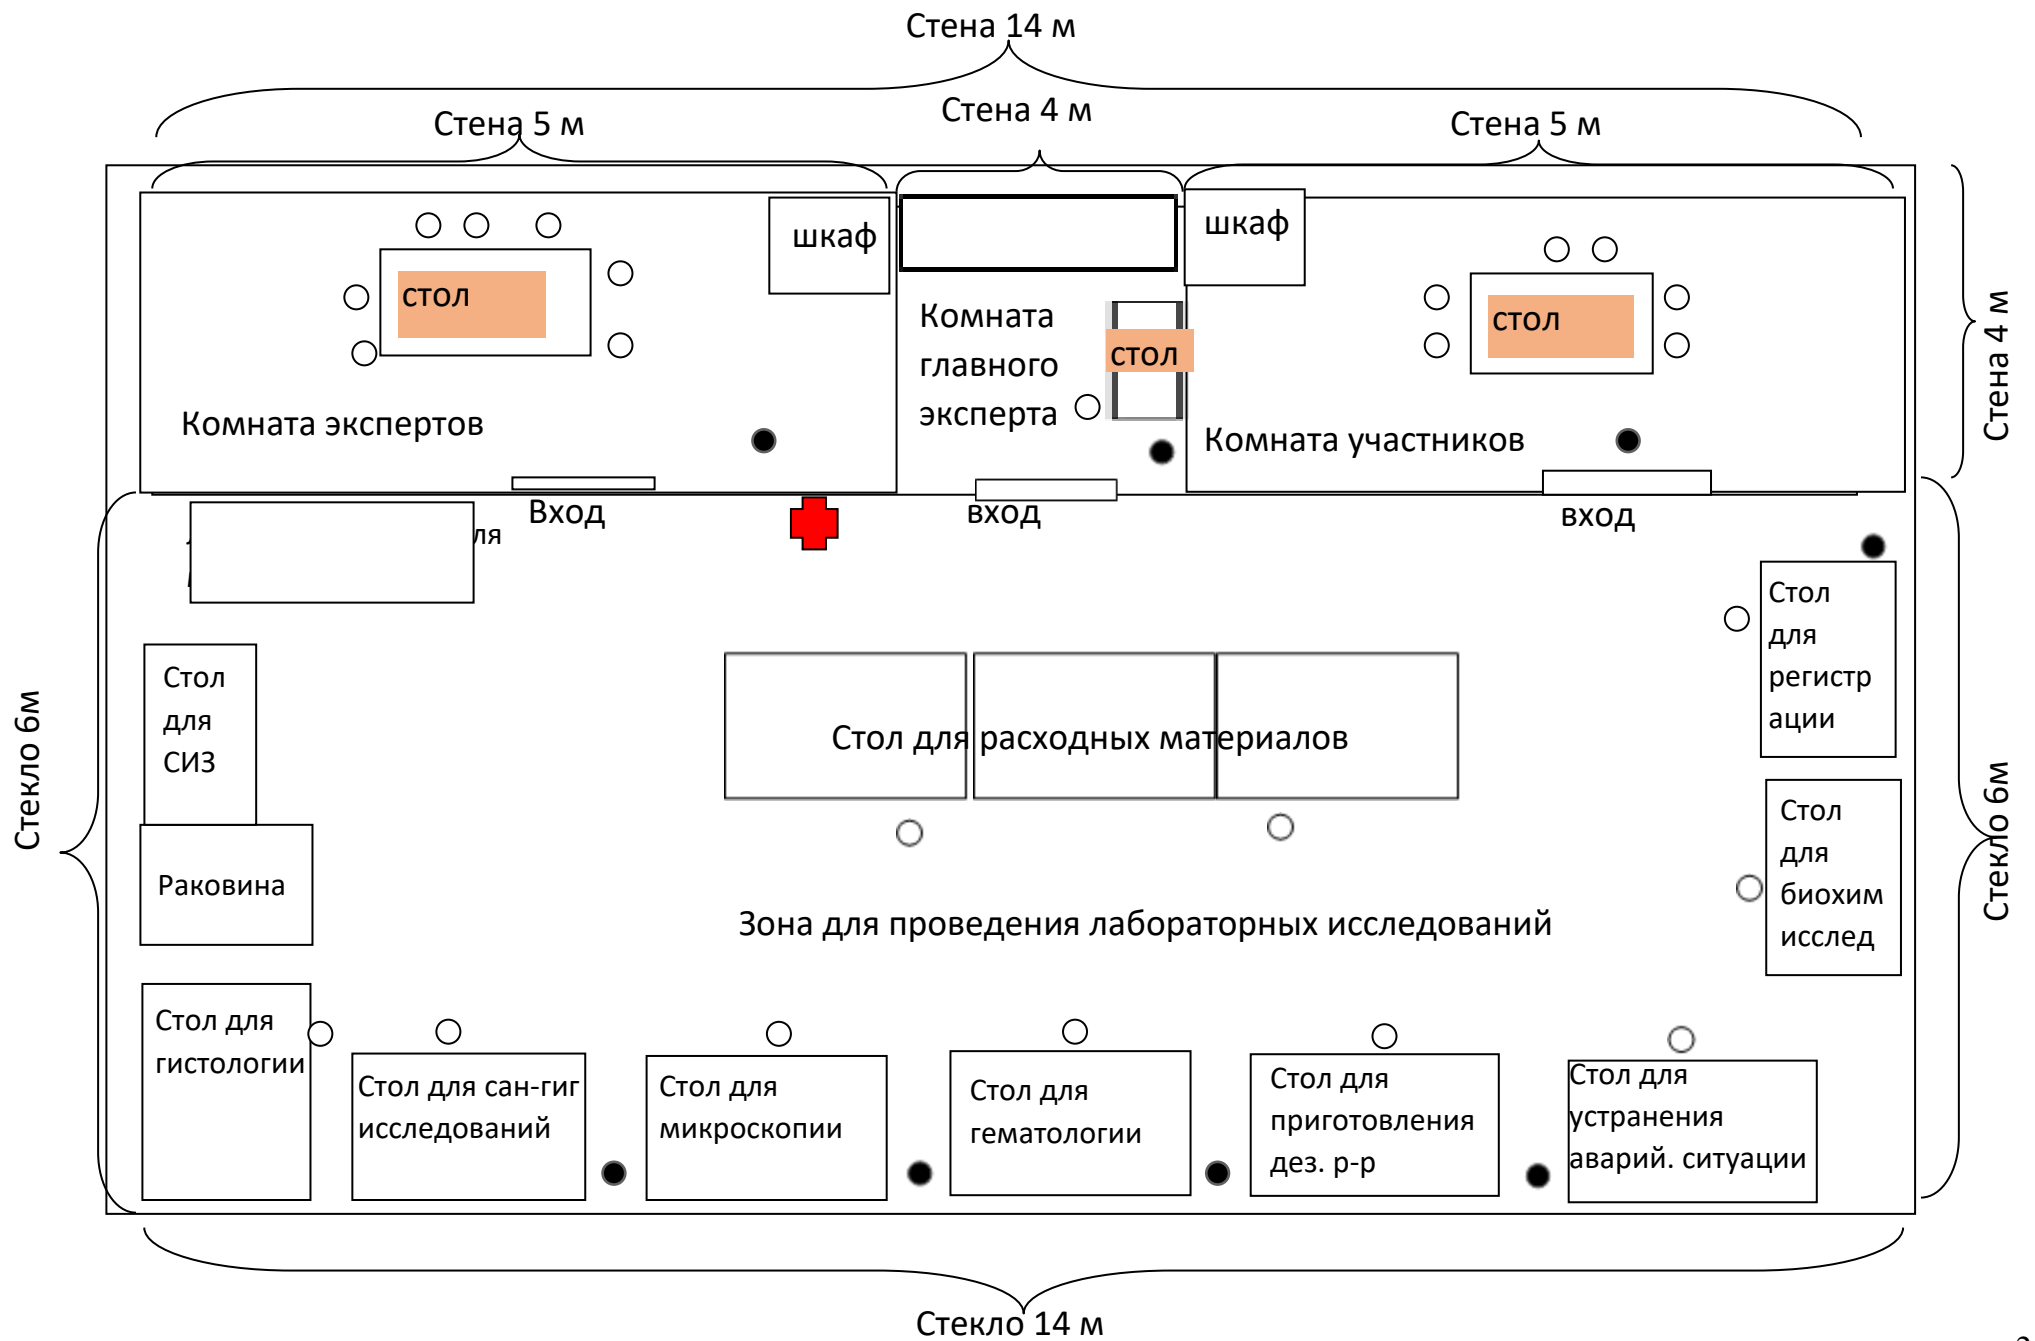 Стена 14 м
Стена 5 м
Стена 4 м
Стена 5 м
шкаф
стол
Комната экспертов
Комната
главного
эксперта
стол
шкаф
стол
Комната участников
Стена 4 м
Вход
вход
вход
ля
Стол
для
СИЗ
Раковина
Стекло 6м
Стол для расходных материалов
Стол
для
регистр
ации
Стол
для
биохим
исслед
Стекло 6м
Зона для проведения лабораторных исследований
Стол для
гистологии
Стол для сан-гиг
исследований
Стол для
микроскопии
Стол для
гематологии
Стол для
приготовления
дез. р-р
Стол для
устранения
аварий. ситуации
Стекло 14 м